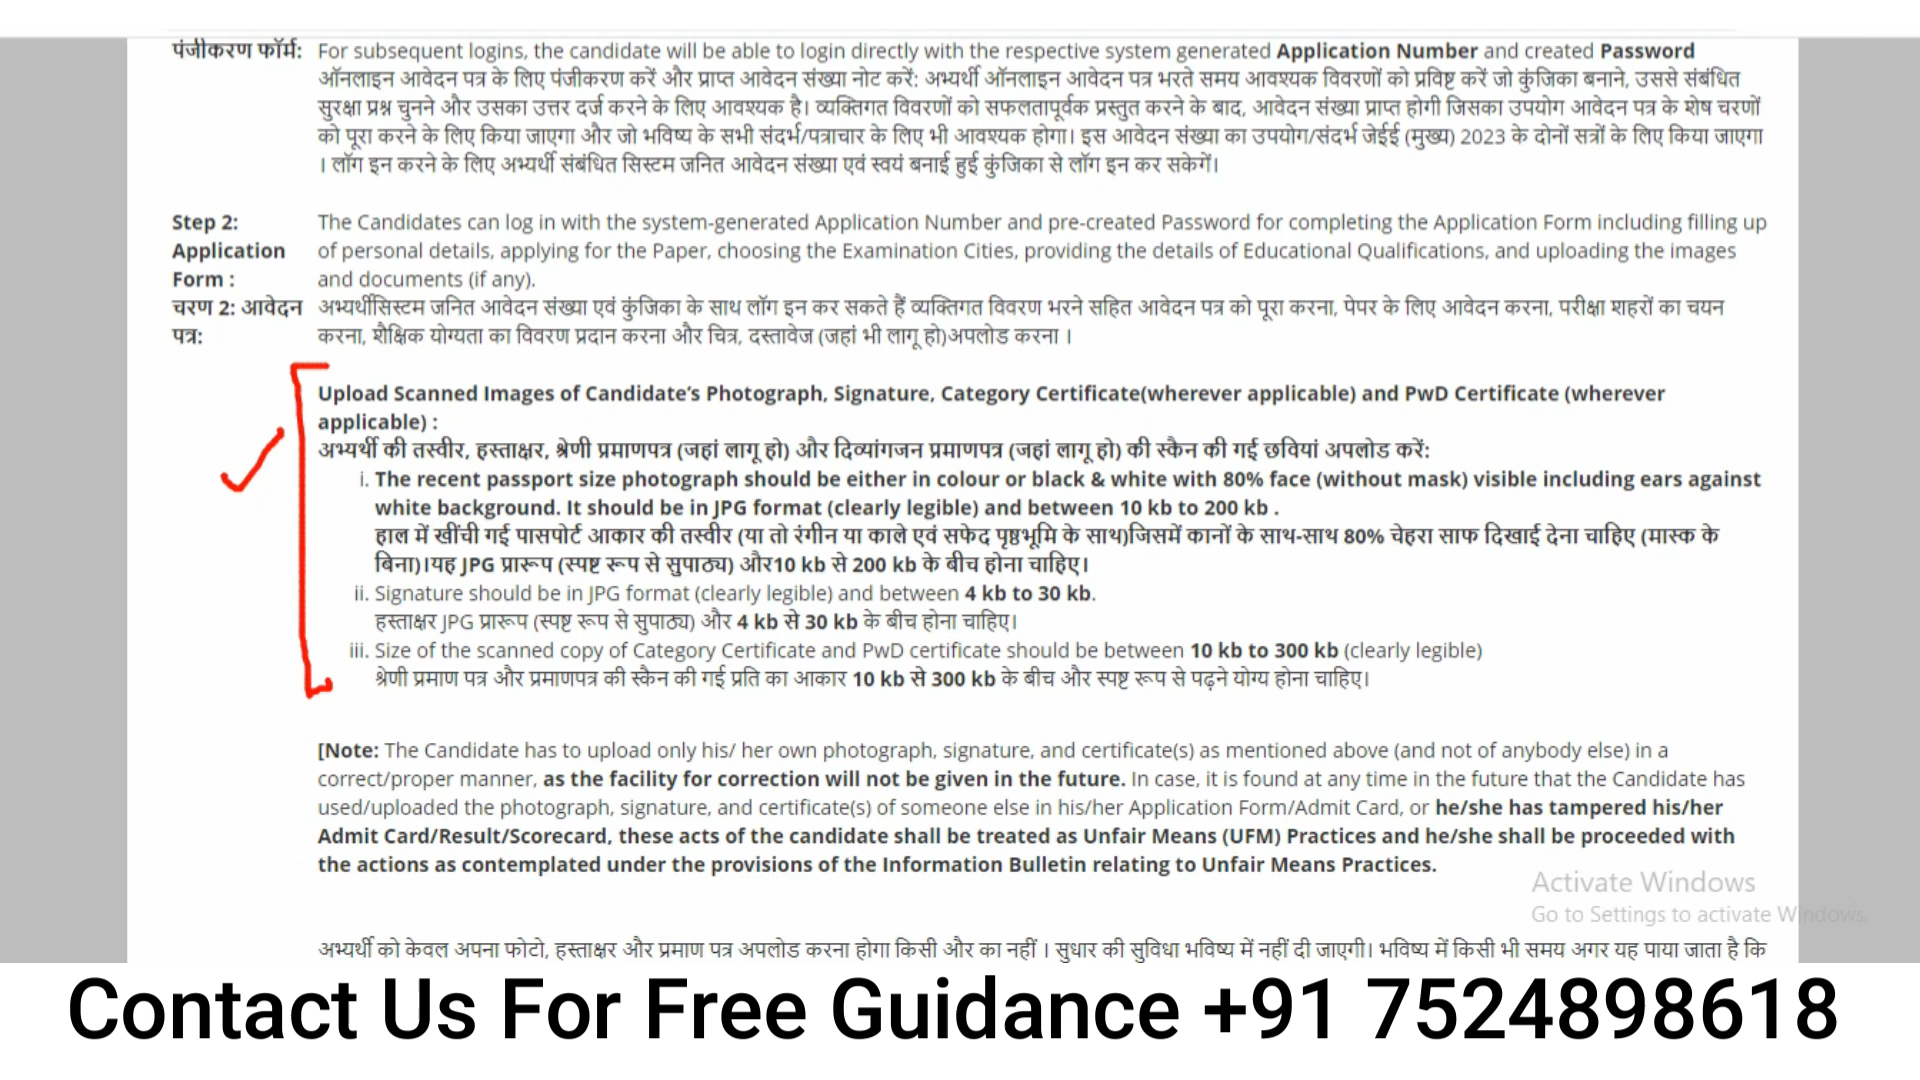 पंजीकरण फॉर्म: For subsequent logins, the candidate will be able to login directly with the respective system generated Application Number and created Password
ऑनलाइन आवेदन पत्र के लिए पंजीकरण करें और प्राप्त आवेदन संख्या नोट करें: अभ्यर्थी ऑनलाइन आवेदन पत्र भरते समय आवश्यक विवरणों को प्रविष्ट करें जो कुंजिका बनाने, उससे संबंधित
सुरक्षा प्रश्न चुनने और उसका उत्तर दर्ज करने के लिए आवश्यक है। व्यक्तिगत विवरणों को सफलतापूर्वक प्रस्तुत करने के बाद, आवेदन संख्या प्राप्त होगी जिसका उपयोग आवेदन पत्र के शेष चरणों
को पूरा करने के लिए किया जाएगा और जो भविष्य के सभी संदर्भ/पत्राचार के लिए भी आवश्यक होगा। इस आवेदन संख्या का उपयोग/संदर्भ जेईई (मुख्य) 2023 के दोनों सत्रों के लिए किया जाएगा
। लॉग इन करने के लिए अभ्यर्थी संबंधित सिस्टम जनित आवेदन संख्या एवं स्वयं बनाई हुई कुंजिका से लॉग इन कर सकेगें।
Step 2: The Candidates can log in with the system-generated Application Number and pre-created Password for completing the Application Form including filling up
Application of personal details, applying for the Paper, choosing the Examination Cities, providing the details of Educational Qualifications, and uploading the images
Form : and documents (if any).
चरण 2: आवेदन अभ्यर्थीसिस्टम जनित आवेदन संख्या एवं कुंजिका के साथ लॉग इन कर सकते हैं व्यक्तिगत विवरण भरने सहित आवेदन पत्र को पूरा करना, पेपर के लिए आवेदन करना, परीक्षा शहरों का चयन
पत्र: करना, शैक्षिक योग्यता का विवरण प्रदान करना और चित्र, दस्तावेज (जहां भी लागू हो)अपलोड करना ।
Upload Scanned Images of Candidate’s Photograph, Signature, Category Certificate(wherever applicable) and PwD Certificate (wherever
applicable) :
अभ्यर्थी की तस्वीर, हस्ताक्षर, श्रेणी प्रमाणपत्र (जहां लागू हो) और दिव्यांगजन प्रमाणपत्र (जहां लागू हो) की स्कैन की गई छवियां अपलोड करें:
i. The recent passport size photograph should be either in colour or black & white with 80% face (without mask) visible including ears against
white background. It should be in JPG format (clearly legible) and between 10 kb to 200 kb .
हाल में खींची गई पासपोर्ट आकार की तस्वीर (या तो रंगीन या काले एवं सफेद पृष्ठभूमि के साथ)जिसमें कानों के साथ-साथ 80% चेहरा साफ दिखाई देना चाहिए (मास्क के
बिना)।यह JPG प्रारूप (स्पष्ट रूप से सुपाठ्य) और10 kb से 200 kb के बीच होना चाहिए।
ii. Signature should be in JPG format (clearly legible) and between 4 kb to 30 kb.
हस्ताक्षर JPG प्रारूप (स्पष्ट रूप से सुपाठ्य) और 4 kb से 30 kb के बीच होना चाहिए।
iii. Size of the scanned copy of Category Certificate and PwD certificate should be between 10 kb to 300 kb (clearly legible)
श्रेणी प्रमाण पत्र और प्रमाणपत्र की स्कैन की गई प्रति का आकार 10 kb से 300 kb के बीच और स्पष्ट रूप से पढ़ने योग्य होना चाहिए।
[Note: The Candidate has to upload only his/ her own photograph, signature, and certificate(s) as mentioned above (and not of anybody else) in a
correct/proper manner, as the facility for correction will not be given in the future. In case, it is found at any time in the future that the Candidate has
used/uploaded the photograph, signature, and certificate(s) of someone else in his/her Application Form/Admit Card, or he/she has tampered his/her
Admit Card/Result/Scorecard, these acts of the candidate shall be treated as Unfair Means (UFM) Practices and he/she shall be proceeded with
the actions as contemplated under the provisions of the Information Bulletin relating to Unfair Means Practices.
Activate Windows
Go to Settings to activate Windows.
अभ्यर्थी को केवल अपना फोटो, हस्ताक्षर और प्रमाण पत्र अपलोड करना होगा किसी और का नहीं । सुधार की सुविधा भविष्य में नहीं दी जाएगी। भविष्य में किसी भी समय अगर यह पाया जाता है कि
Contact Us For Free Guidance +91 7524898618